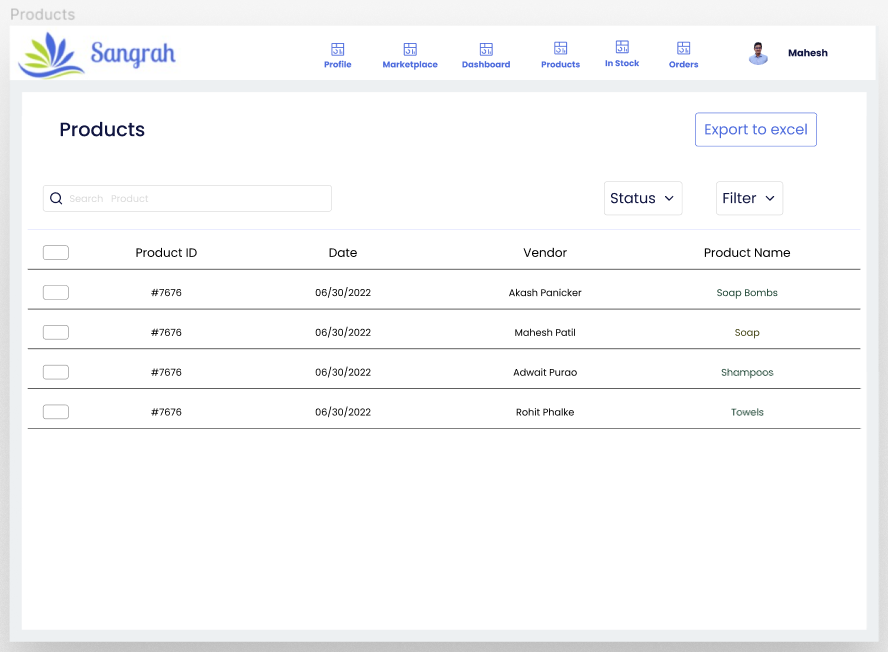 Products
Sangrah
Profile Marketplace Dashboard Products In Stock Orders Mahesh
Products
Export to excel
Search Product
Status Filter
Product ID Date Vendor Product Name
#7676 06/30/2022 Akash Panicker Soap Bombs
#7676 06/30/2022 Mahesh Patil Soap
#7676 06/30/2022 Adwait Purao Shampoos
#7676 06/30/2022 Rohit Phalke Towels